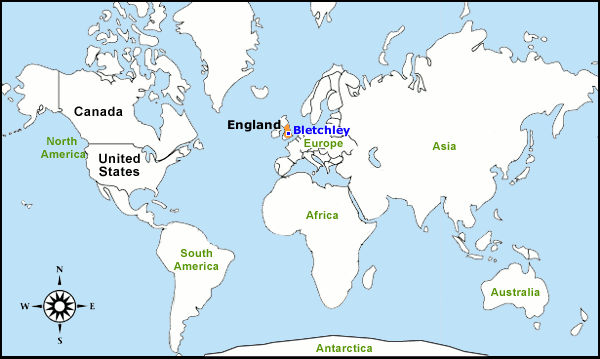 Canada
England
Bletchley
North
America
Europe
Asia
United
States
Africa
South
America
Australia
N
W
E
S
Antarctica